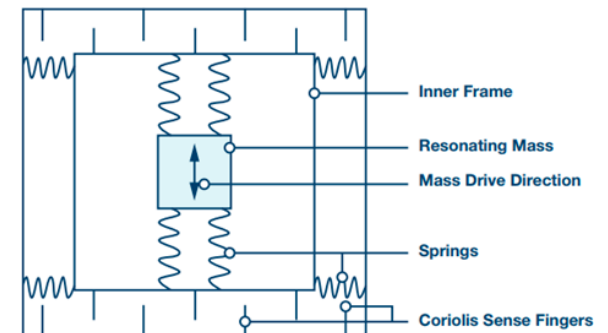 Inner Frame
Resonating Mass
Mass Drive Direction
Springs
Coriolis Sense Fingers